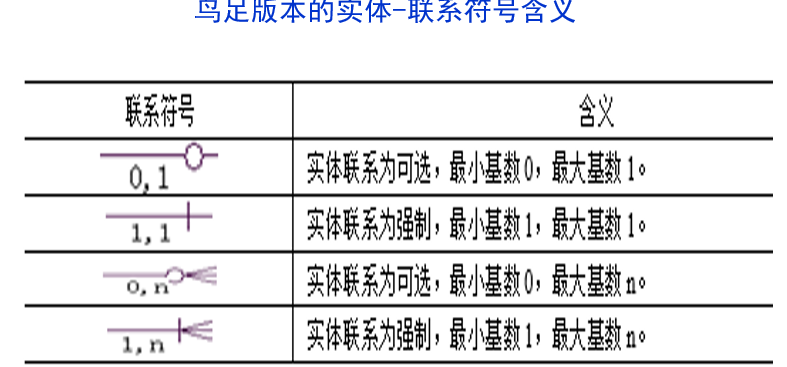 鸟足版本的实体-联系符号含义
联系符号 含义
0,1 实体联系为可选，最小基数0，最大基数1。
1,1 实体联系为强制，最小基数1，最大基数1。
0,n 实体联系为可选，最小基数0，最大基数n。
1,n 实体联系为强制，最小基数1，最大基数n。